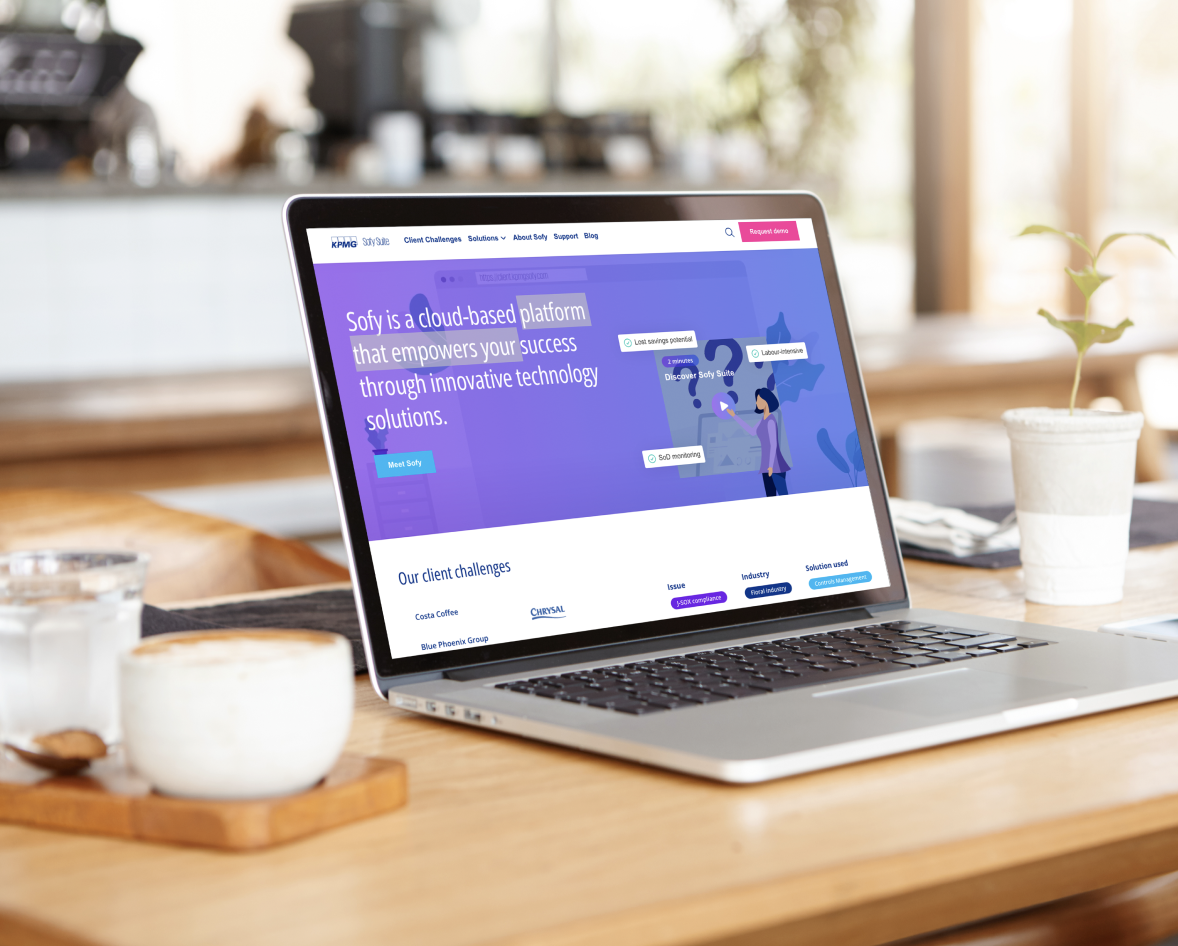 KPMG Sofy Suite Client Challenges Solutions About Sofy Support Blog Request demo
Sofy is a cloud-based platform
that empowers your success
through innovative technology
solutions.
Meet Sofy
Lost savings potential
Labour-intensive
2 minutes
Discover Sofy Suite
SoD monitoring
Our client challenges
Costa Coffee
Blue Phoenix Group
CHRYSAL
Issue
J-SOX compliance
Industry
Floral Industry
Solution used
Controls Management